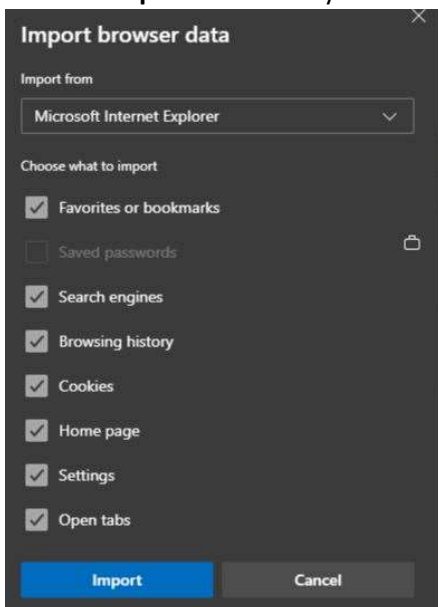 Import browser data
Import from
Microsoft Internet Explorer
Choose what to import
Favorites or bookmarks
Saved passwords
Search engines
Browsing history
Cookies
Home page
Settings
Open tabs
Import Cancel